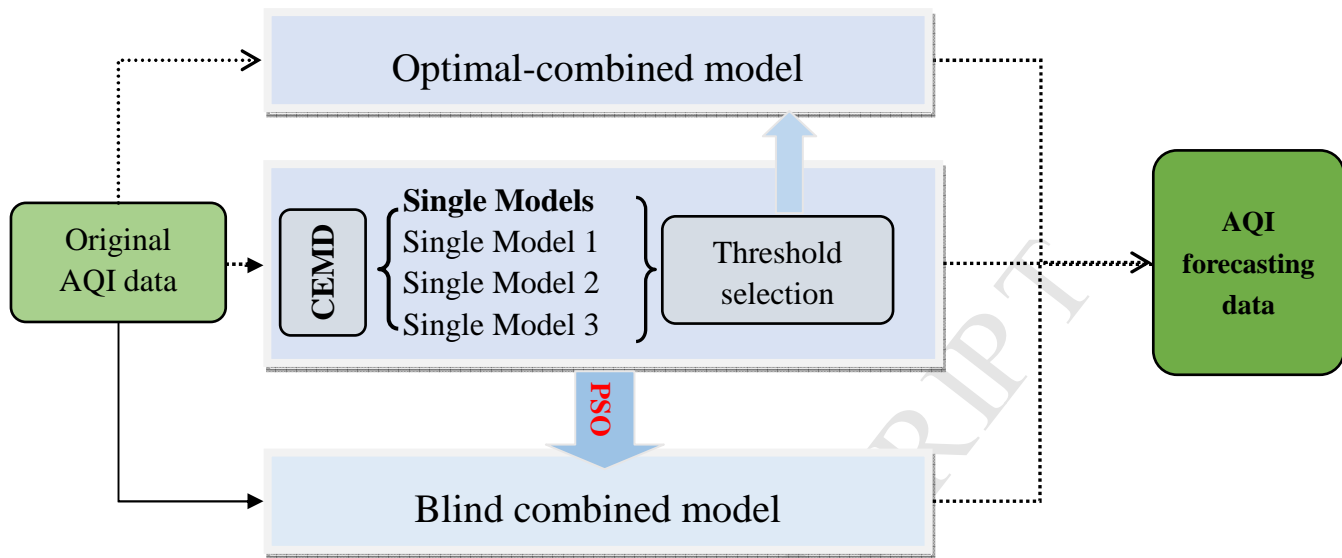 Optimal-combined model
Original
AQI data
CEMD
Single Models
Single Model 1
Single Model 2
Single Model 3
Threshold
selection
AQI
forecasting
data
PSO
Blind combined model
RIPT